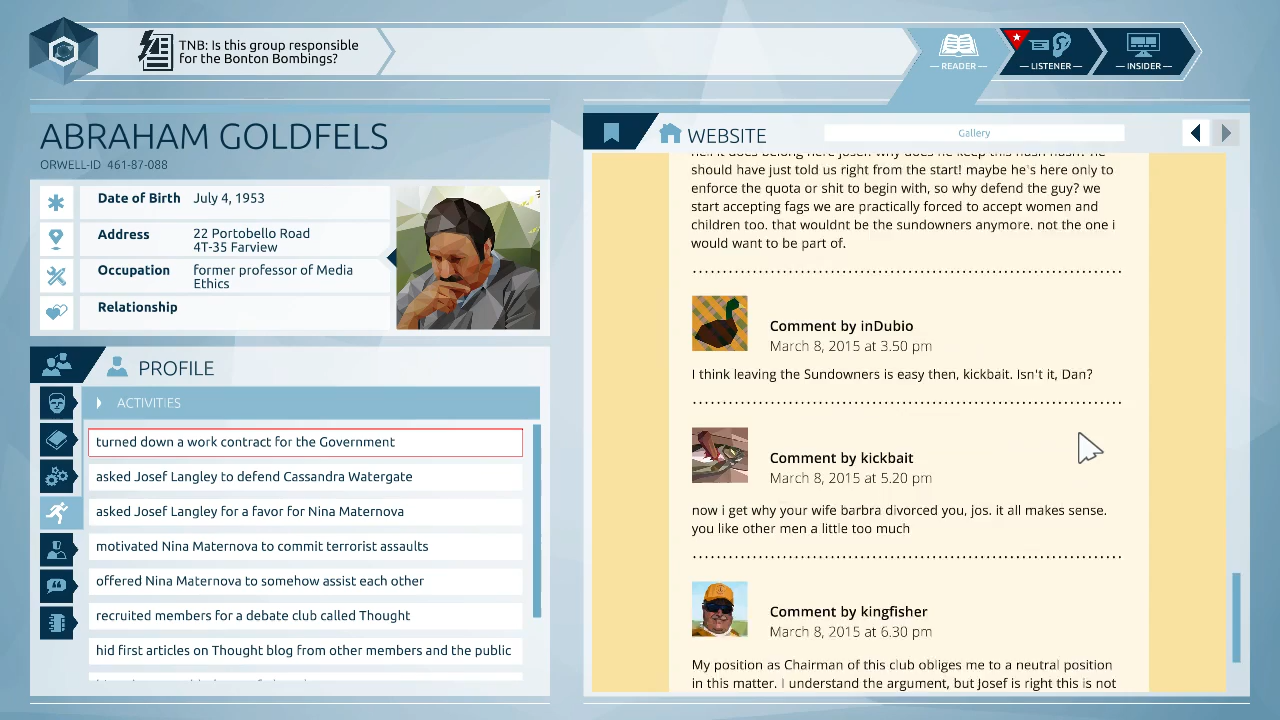 TNB: Is this group responsible
for the Bonton Bombings?
READER
LISTENER
INSIDER
ABRAHAM GOLDFELS
ORWELL-ID 461-87-088
Date of Birth July 4, 1953
Address 22 Portobello Road
4T-35 Farview
Occupation former professor of Media
Ethics
Relationship
PROFILE
ACTIVITIES
turned down a work contract for the Government
asked Josef Langley to defend Cassandra Watergate
asked Josef Langley for a favor for Nina Maternova
motivated Nina Maternova to commit terrorist assaults
offered Nina Maternova to somehow assist each other
recruited members for a debate club called Thought
hid first articles on Thought blog from other members and the public
WEBSITE
Gallery
should have just told us right from the start! maybe he's here only to
enforce the quota or shit to begin with, so why defend the guy? we
start accepting fags we are practically forced to accept women and
children too. that wouldnt be the sundowners anymore. not the one i
would want to be part of.
Comment by inDubio
March 8, 2015 at 3.50 pm
I think leaving the Sundowners is easy then, kickbait. Isn't it, Dan?
Comment by kickbait
March 8, 2015 at 5.20 pm
now i get why your wife barbra divorced you, jos. it all makes sense.
you like other men a little too much
Comment by kingfisher
March 8, 2015 at 6.30 pm
My position as Chairman of this club obliges me to a neutral position
in this matter. I understand the argument, but Josef is right this is not